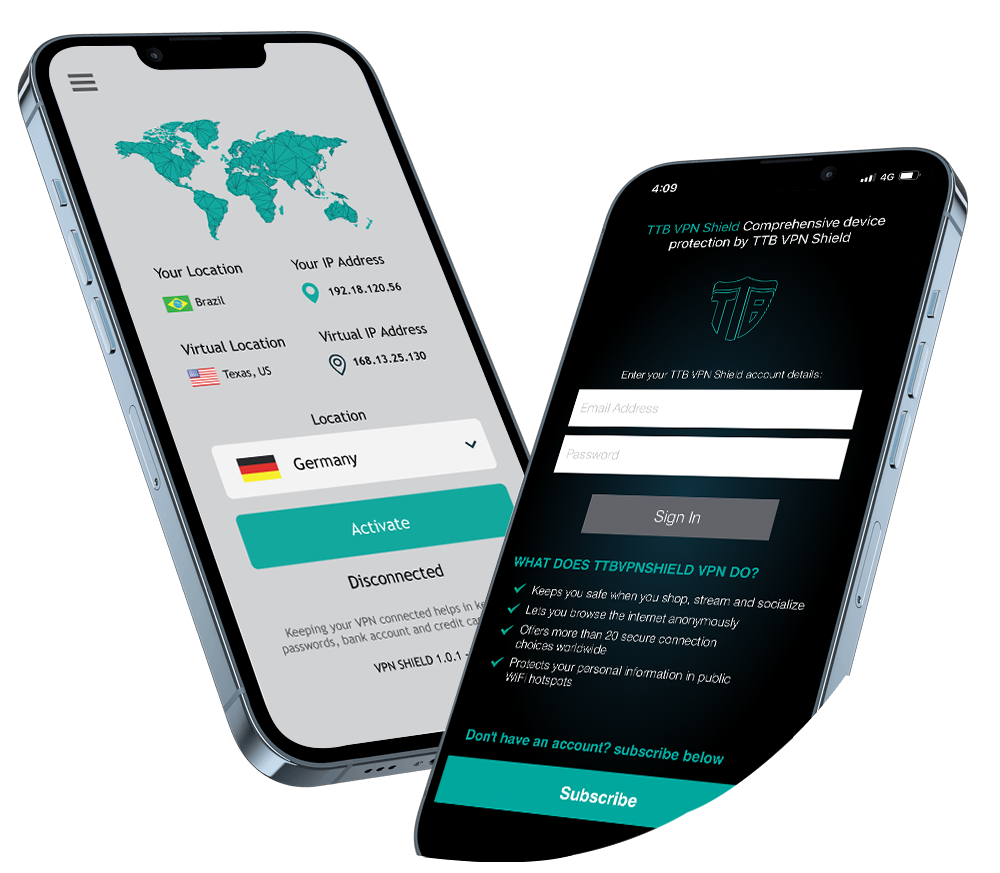 Your Location
Your IP Address
Brazil
192.18.120.56
Virtual Location
Virtual IP Address
Texas, US
168.13.25.130
Location
Germany
Activate
Disconnected
Keeping your VPN connected helps in
passwords, bank account and credit
VPN SHIELD 1.0.1 -
4:09
4G
TTB VPN Shield Comprehensive device
protection by TTB VPN Shield
TTB
Enter your TTB VPN Shield account details:
Email Address
Password
Sign In
WHAT DOES TTBVPNSHIELD VPN DO?
Keeps you safe when you shop, stream and socialize
Lets you browse the internet anonymously
Offers more than 20 secure connection
choices worldwide
Protects your personal information in public
WiFi hotspots
Don't have an account? subscribe below
Subscribe